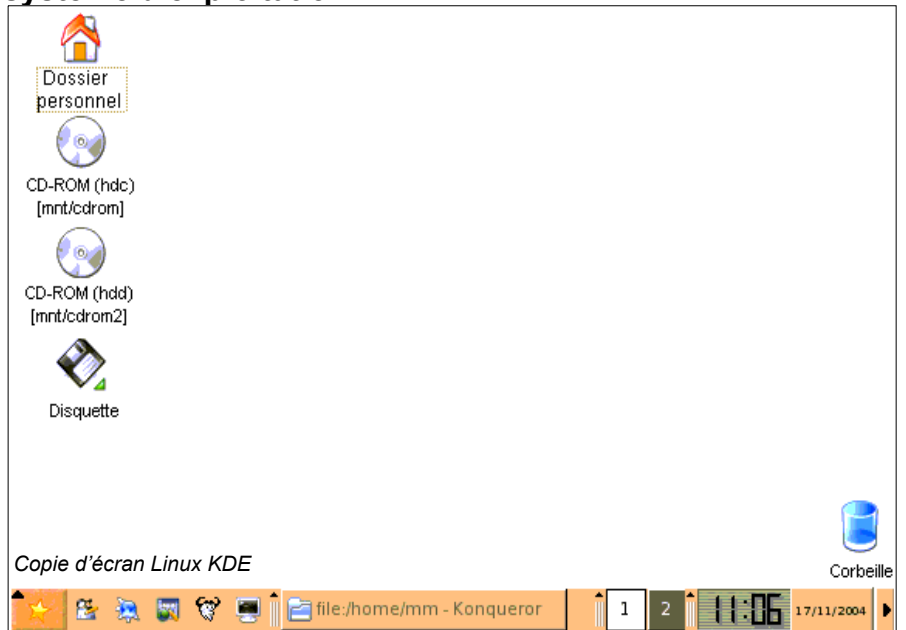 Dossier
personnel
CD-ROM (hdc)
[mnt/cdrom]
CD-ROM (hdd)
[mnt/cdrom2]
Disquette
Copie d'écran Linux KDE
Corbeille
file:/home/mm - Konqueror
1 2
11:06
17/11/2004